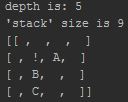 depth is: 5
'stack' size is 9
[[ ,  ,  ,  ]
 [ , !, A,  ]
 [ , B,  ,  ]
 [ , C,  ,  ]]